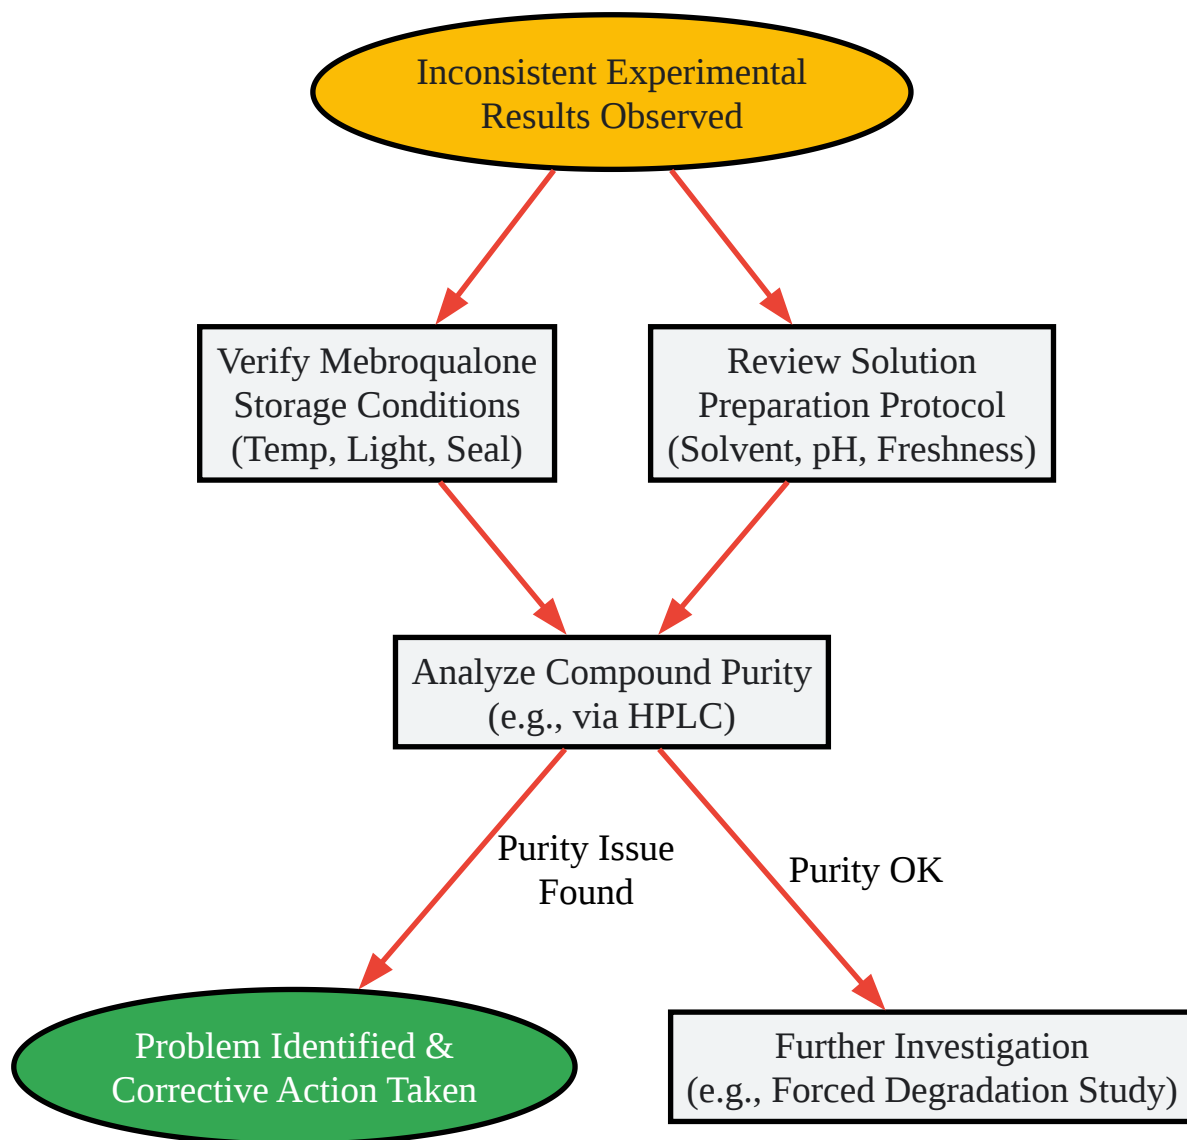 Inconsistent Experimental
Results Observed
Verify Mebroqualone
Storage Conditions
(Temp, Light, Seal)
Review Solution
Preparation Protocol
(Solvent, pH, Freshness)
Analyze Compound Purity
(e.g., via HPLC)
Purity Issue
Found
Purity OK
Problem Identified &
Corrective Action Taken
Further Investigation
(e.g., Forced Degradation Study)